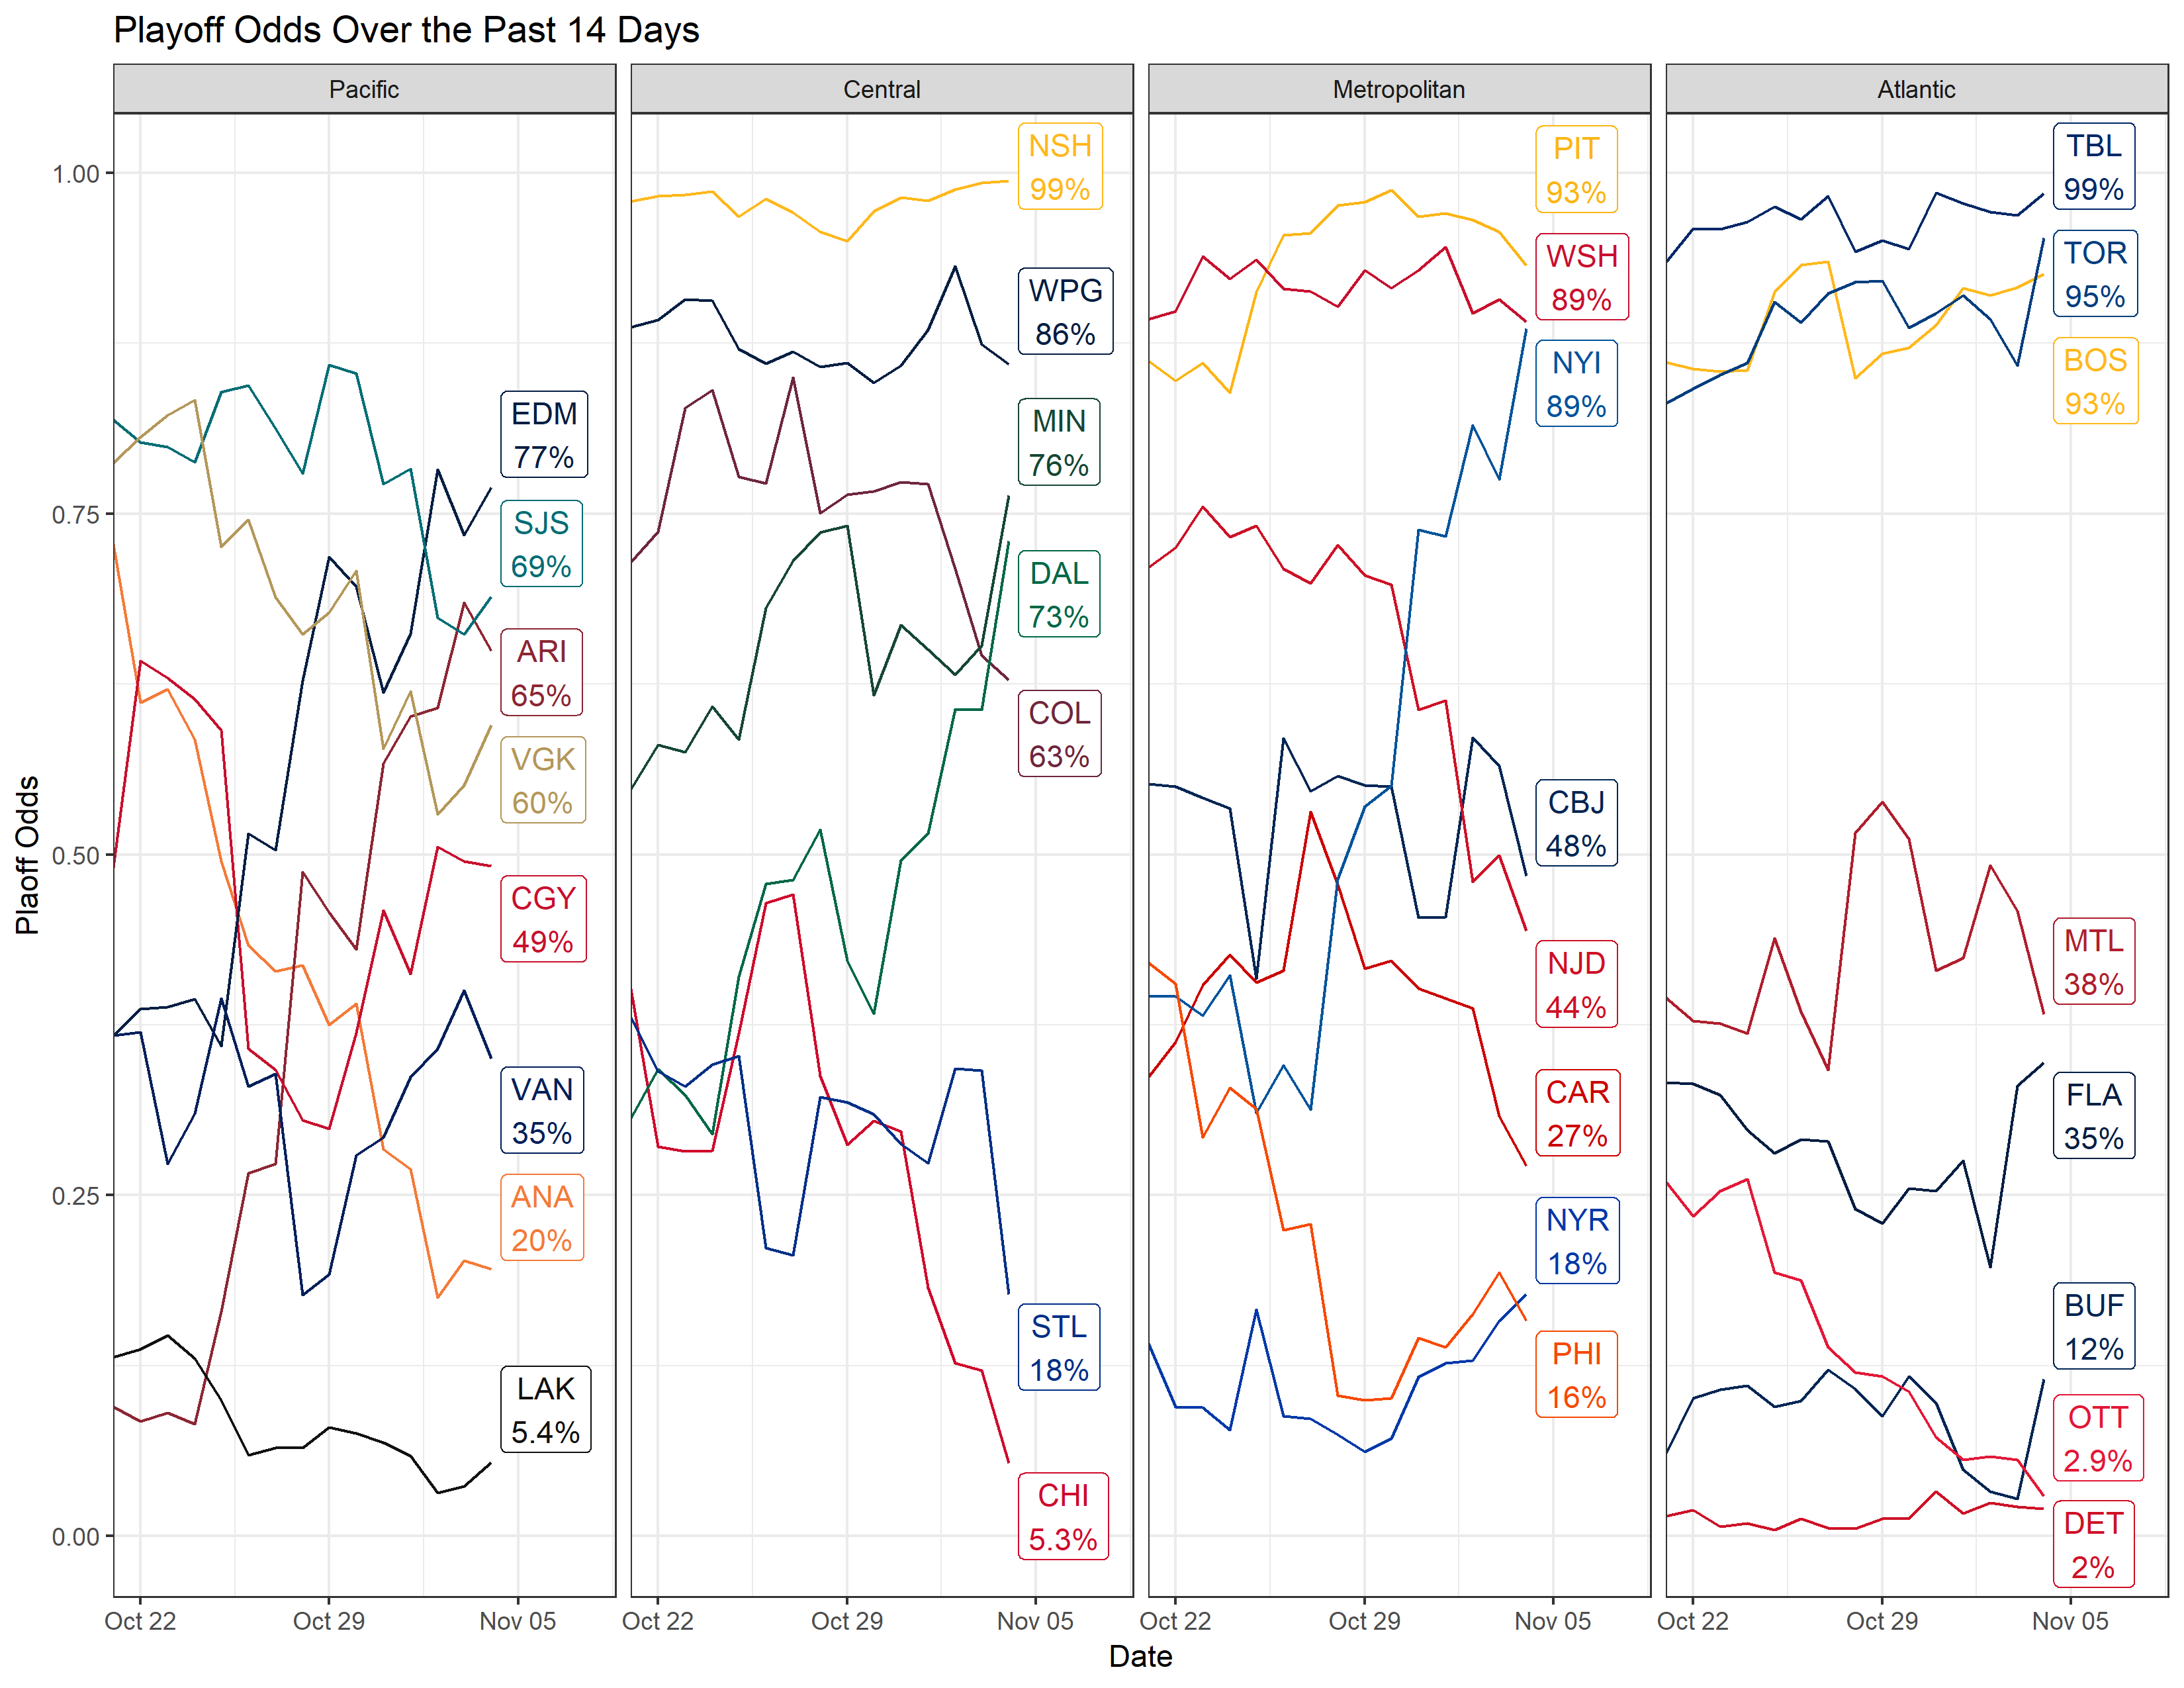 Playoff Odds Over the Past 14 Days
Pacific
Central
Metropolitan
Atlantic
Plaoff Odds
1.00
0.75
0.50
0.25
0.00
EDM
77%
SJS
69%
ARI
65%
VGK
60%
CGY
49%
VAN
35%
ANA
20%
LAK
5.4%
NSH
99%
WPG
86%
MIN
76%
DAL
73%
COL
63%
STL
18%
CHI
5.3%
PIT
93%
WSH
89%
NYI
89%
CBJ
48%
NJD
44%
CAR
27%
NYR
18%
PHI
16%
TBL
99%
TOR
95%
BOS
93%
MTL
38%
FLA
35%
BUF
12%
OTT
2.9%
DET
2%
Oct 22
Oct 29
Nov 05
Oct 22
Oct 29
Nov 05
Oct 22
Oct 29
Nov 05
Oct 22
Oct 29
Nov 05
Date